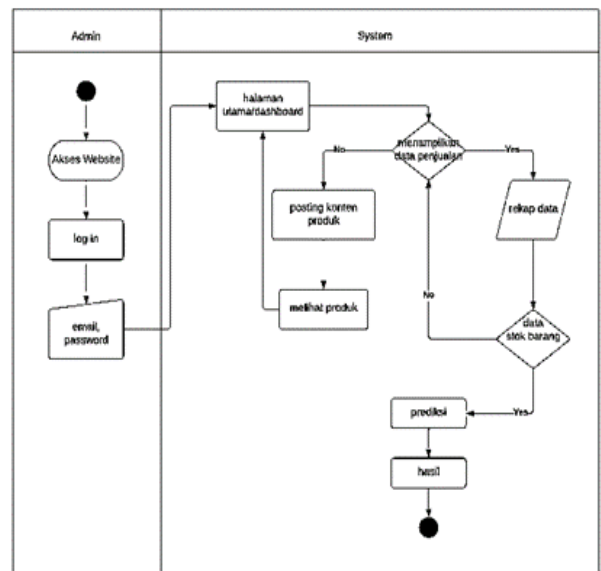 Admin
System
Akses Website
log in
email,
password
halaman
utama/dashboard
menampilkan
data penjualan
No
Yes
posting konten
produk
rekap data
melihat produk
No
data
stok barang
Yes
prediksi
hasil